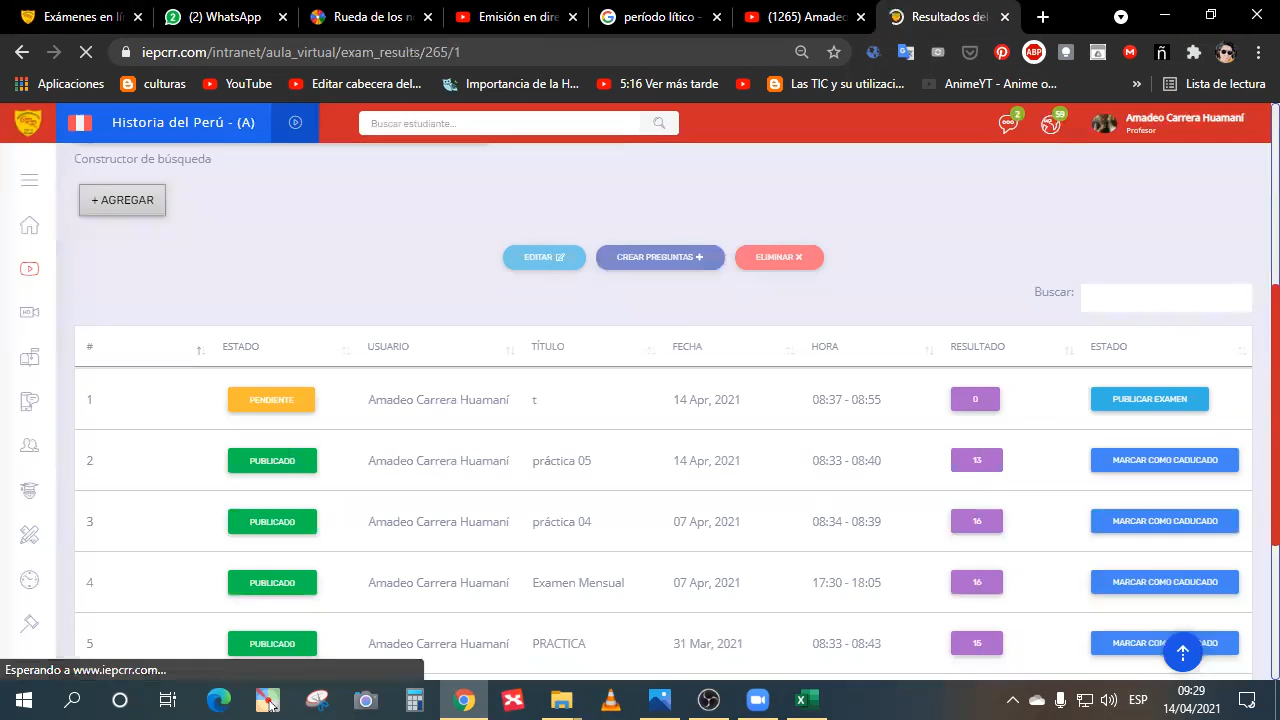 Exámenes en lí
(2) WhatsApp
Rueda de los n
Emisión en dire
período lítico -
(1265) Amadec
Resultados del
iepcrr.com/intranet/aula_virtual/exam_results/265/1
Aplicaciones
culturas
YouTube
Editar cabecera del...
Importancia de la H...
5:16 Ver más tarde
Las TIC y su utilizaci...
AnimeYT - Anime o...
»
Lista de lectura
Historia del Perú - (A)
Buscar estudiante...
2
59
Amadeo Carrera Huamaní
Profesor
Constructor de búsqueda
+ AGREGAR
EDITAR
CREAR PREGUNTAS +
ELIMINAR
Buscar:
# ESTADO USUARIO TÍTULO FECHA HORA RESULTADO ESTADO
1 PENDIENTE Amadeo Carrera Huamaní t 14 Apr, 2021 08:37 - 08:55 0 PUBLICAR EXAMEN
2 PUBLICADO Amadeo Carrera Huamaní práctica 05 14 Apr, 2021 08:33 - 08:40 13 MARCAR COMO CADUCADO
3 PUBLICADO Amadeo Carrera Huamaní práctica 04 07 Apr, 2021 08:34 - 08:39 16 MARCAR COMO CADUCADO
4 PUBLICADO Amadeo Carrera Huamaní Examen Mensual 07 Apr, 2021 17:30 - 18:05 16 MARCAR COMO CADUCADO
5 PUBLICADO Amadeo Carrera Huamaní PRACTICA 31 Mar, 2021 08:33 - 08:43 15 MARCAR COMO CADUCADO
Esperando a www.iepcrr.com...
ESP
09:29
14/04/2021